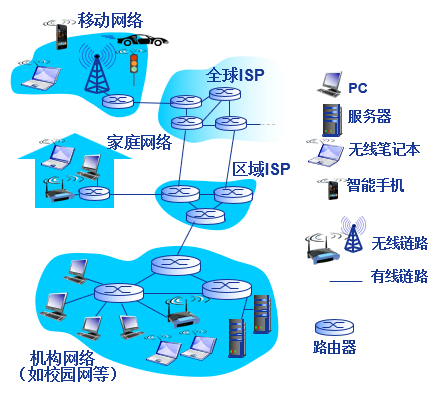 移动网络
全球ISP
PC
服务器
家庭网络
无线笔记本
区域ISP
智能手机
无线链路
有线链路
机构网络
（如校园网等）
路由器